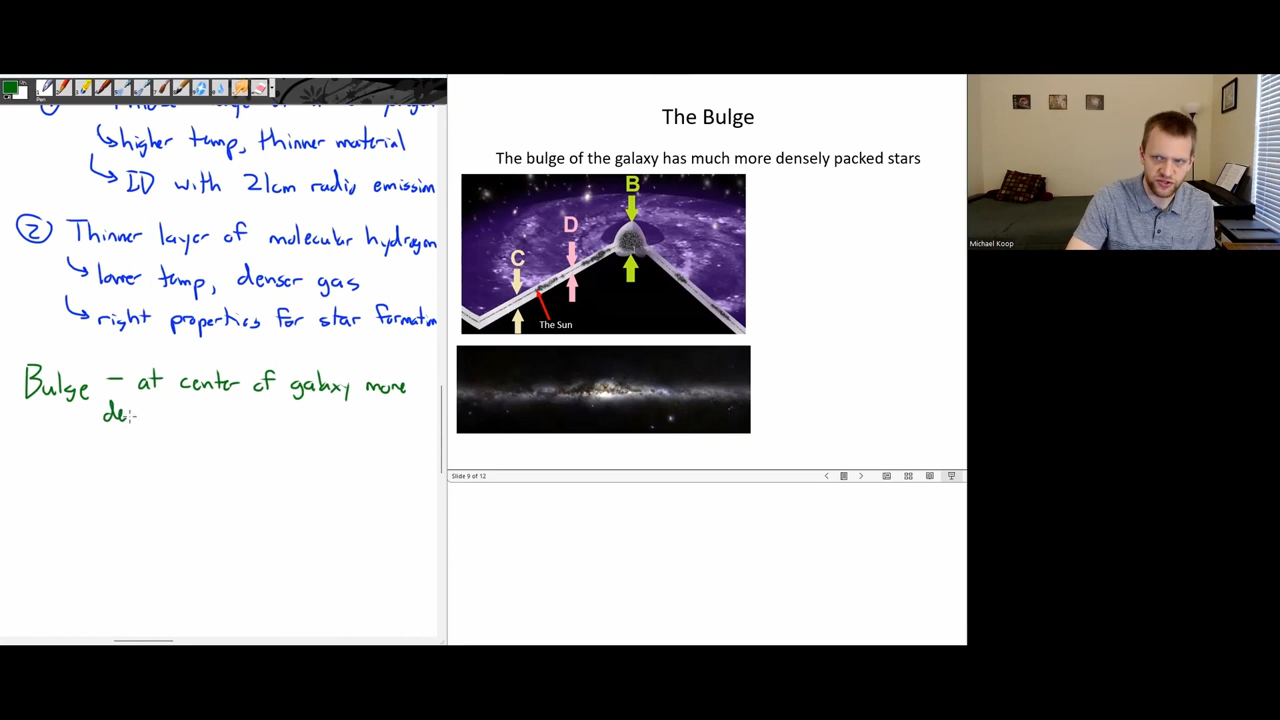 Pen
↳higher temp, thinner material
↳ID with 21cm radio emission
② Thinner layer of molecular hydrogen
↳lower temp, denser gas
↳right properties for star formation
Bulge – at center of galaxy more
de
The Bulge
The bulge of the galaxy has much more densely packed stars
B
D
C
The Sun
Slide 9 of 12
Michael Koop